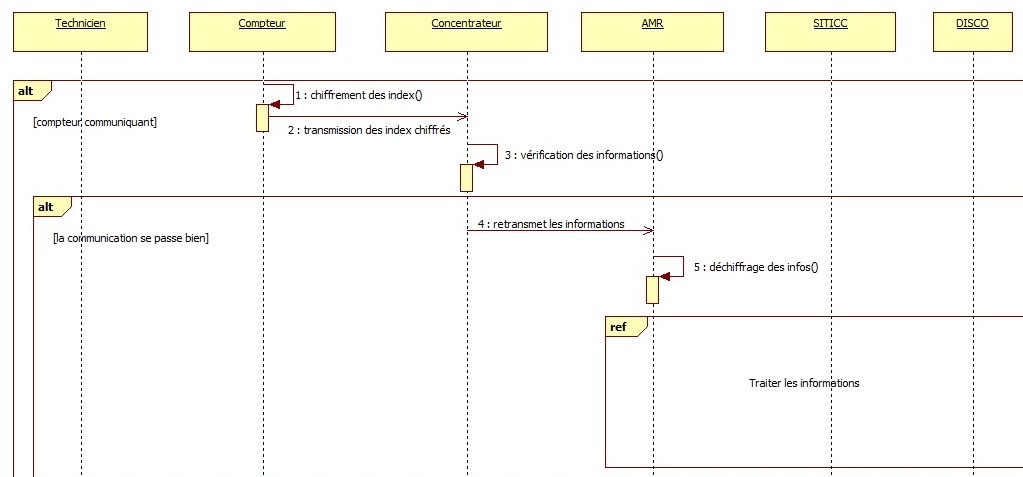 Technicien Compteur Concentrateur AMR SITICC DISCO
alt
1 : chiffrement des index()
[compteur communiquant]
2 : transmission des index chiffrés
3 : vérification des informations()
alt
4 : retransmet les informations
[la communication se passe bien]
5 : déchiffrage des infos()
ref
Traiter les informations